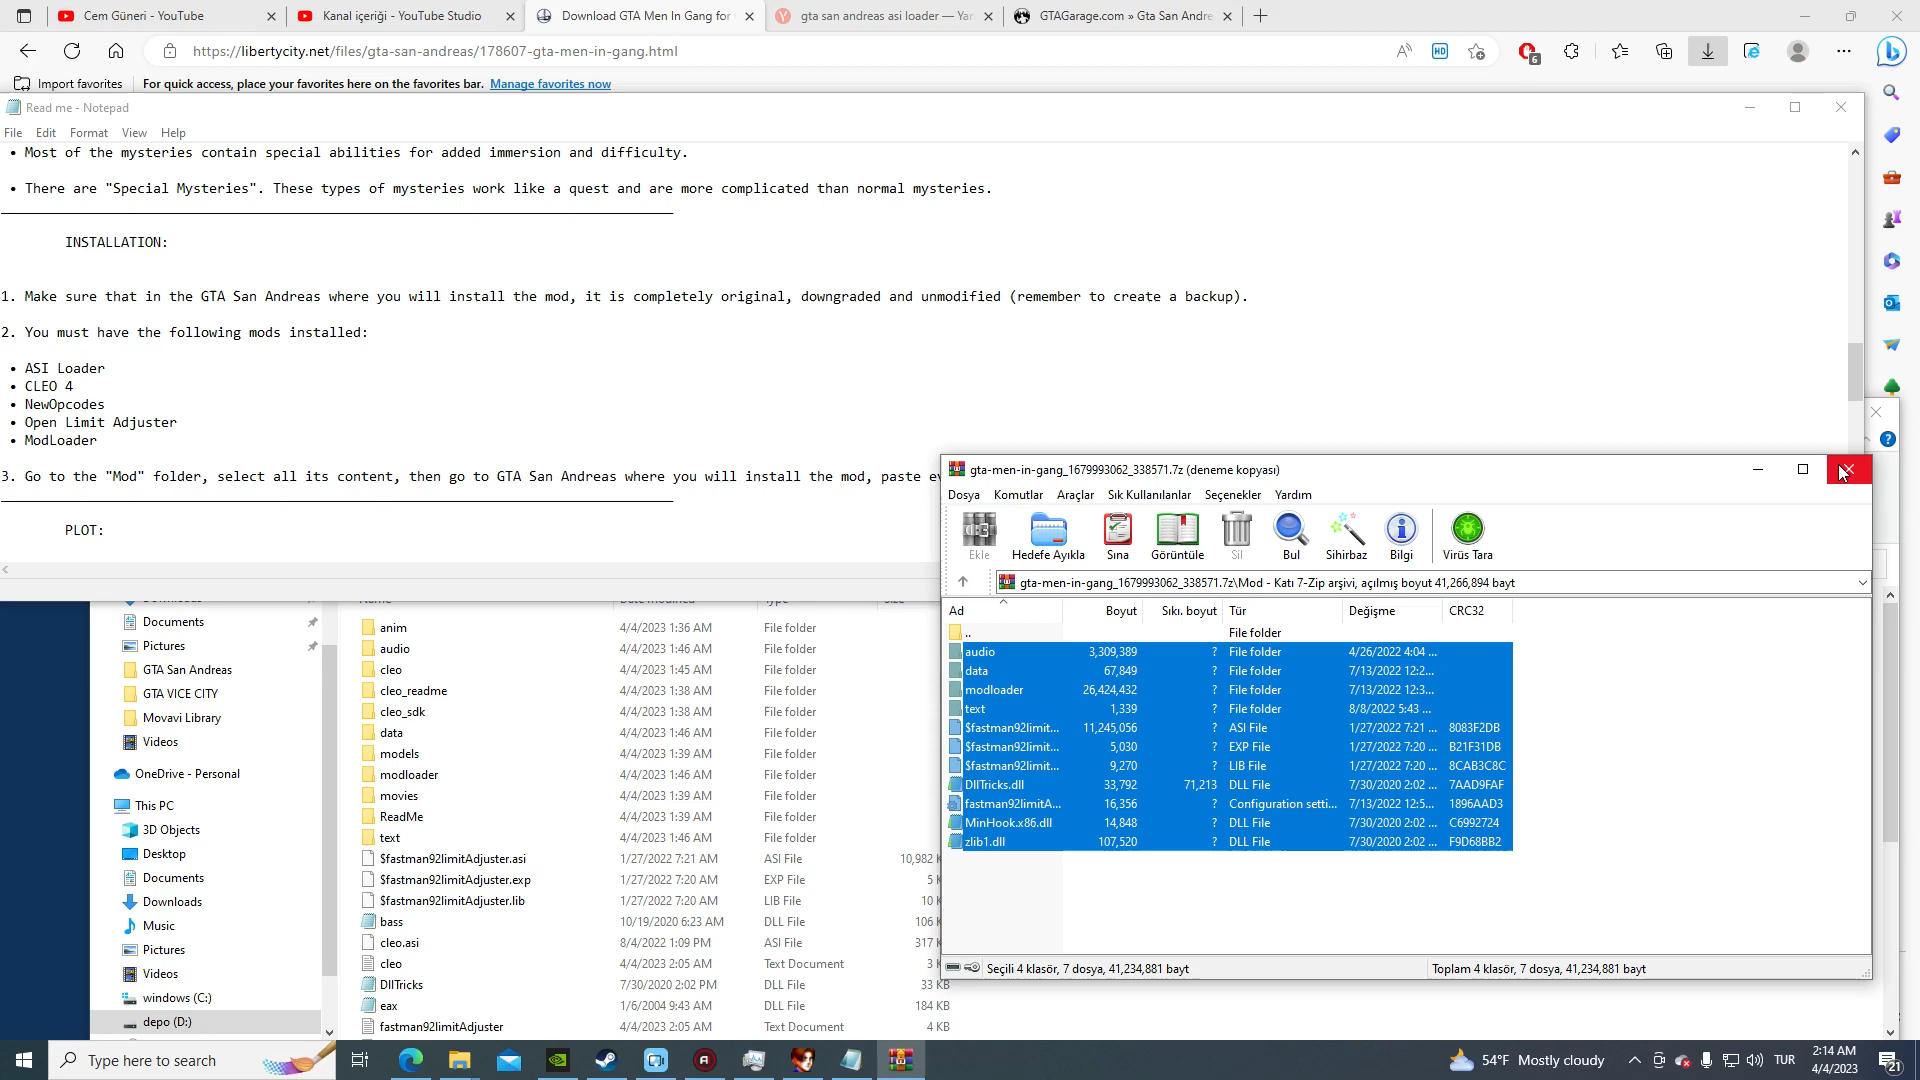 Cem Güneri - YouTube
Kanal içeriği - YouTube Studio
Download GTA Men In Gang for
gta san andreas asi loader — Yan
GTAGarage.com » Gta San Andre
https://libertycity.net/files/gta-san-andreas/178607-gta-men-in-gang.html
HD
6
Import favorites
For quick access, place your favorites here on the favorites bar. Manage favorites now
Read me - Notepad
File Edit Format View Help
• Most of the mysteries contain special abilities for added immersion and difficulty.
• There are "Special Mysteries". These types of mysteries work like a quest and are more complicated than normal mysteries.
INSTALLATION:
1. Make sure that in the GTA San Andreas where you will install the mod, it is completely original, downgraded and unmodified (remember to create a backup).
2. You must have the following mods installed:
• ASI Loader
• CLEO 4
• NewOpcodes
• Open Limit Adjuster
• ModLoader
3. Go to the "Mod" folder, select all its content, then go to GTA San Andreas where you will install the mod, paste ev
PLOT:
gta-men-in-gang_1679993062_338571.7z (deneme kopyası)
Dosya Komutlar Araçlar Sık Kullanılanlar Seçenekler Yardım
Ekle Hedefe Ayıkla Sına Görüntüle Sil Bul Sihirbaz Bilgi Virüs Tara
gta-men-in-gang_1679993062_338571.7z\Mod - Katı 7-Zip arşivi, açılmış boyut 41,266,894 bayt
Ad Boyut Sıkı. boyut Tür Değişme CRC32
.. File folder
audio 3,309,389 ? File folder 4/26/2022 4:04 ...
data 67,849 ? File folder 7/13/2022 12:2...
modloader 26,424,432 ? File folder 7/13/2022 12:3...
text 1,339 ? File folder 8/8/2022 5:43 ...
$fastman92limit... 11,245,056 ? ASI File 1/27/2022 7:21 ... 8083F2DB
$fastman92limit... 5,030 ? EXP File 1/27/2022 7:20 ... B21F31DB
$fastman92limit... 9,270 ? LIB File 1/27/2022 7:20 ... 8CAB3C8C
DllTricks.dll 33,792 71,213 DLL File 7/30/2020 2:02 ... 7AAD9FAF
fastman92limitA... 16,356 ? Configuration setti... 7/13/2022 12:5... 1896AAD3
MinHook.x86.dll 14,848 ? DLL File 7/30/2020 2:02 ... C6992724
zlib1.dll 107,520 ? DLL File 7/30/2020 2:02 ... F9D68BB2
Seçili 4 klasör, 7 dosya, 41,234,881 bayt
Toplam 4 klasör, 7 dosya, 41,234,881 bayt
Documents
Pictures
GTA San Andreas
GTA VICE CITY
Movavi Library
Videos
OneDrive - Personal
This PC
3D Objects
Desktop
Documents
Downloads
Music
Pictures
Videos
windows (C:)
depo (D:)
anim 4/4/2023 1:36 AM File folder
audio 4/4/2023 1:46 AM File folder
cleo 4/4/2023 1:45 AM File folder
cleo_readme 4/4/2023 1:38 AM File folder
cleo_sdk 4/4/2023 1:38 AM File folder
data 4/4/2023 1:46 AM File folder
models 4/4/2023 1:39 AM File folder
modloader 4/4/2023 1:46 AM File folder
movies 4/4/2023 1:39 AM File folder
ReadMe 4/4/2023 1:39 AM File folder
text 4/4/2023 1:46 AM File folder
$fastman92limitAdjuster.asi 1/27/2022 7:21 AM ASI File 10,982 K
$fastman92limitAdjuster.exp 1/27/2022 7:20 AM EXP File 5 K
$fastman92limitAdjuster.lib 1/27/2022 7:20 AM LIB File 10 K
bass 10/19/2020 6:23 AM DLL File 106 K
cleo.asi 8/4/2022 1:09 PM ASI File 317 K
cleo 4/4/2023 2:05 AM Text Document 3 K
DllTricks 7/30/2020 2:02 PM DLL File 33 KB
eax 1/6/2004 9:43 AM DLL File 184 KB
fastman92limitAdjuster 4/4/2023 2:05 AM Text Document 4 KB
Type here to search
54°F Mostly cloudy
TUR
2:14 AM
4/4/2023
21